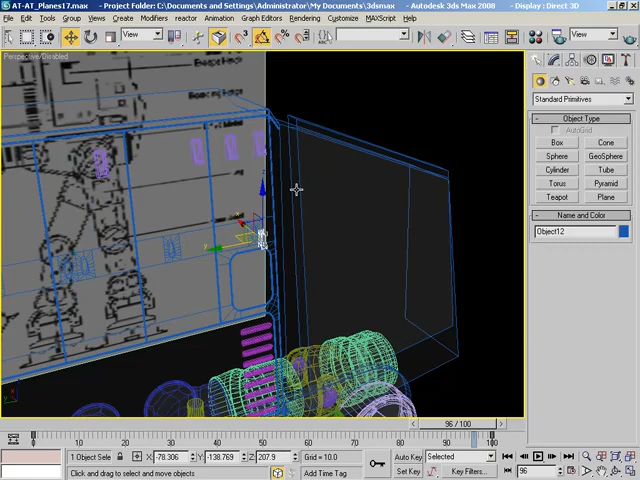 AT-AT_Planes17.max - Project Folder: C:\Documents and Settings\Administrator\My Documents\3dsmax - Autodesk 3ds Max 2008 - Display : Direct 3D
File Edit Tools Group Views Create Modifiers reactor Animation Graph Editors Rendering Customize MAXScript Help
View View
Perspective/Disabled
Standard Primitives
Object Type
AutoGrid
Box Cone
Sphere GeoSphere
Cylinder Tube
Torus Pyramid
Teapot Plane
Name and Color
Object12
z
x
y
96 / 100
0 10 20 30 40 50 60 70 80 90 100
1 Object Selec X: -78.306 Y: -138.769 Z: 207.9 Grid = 10.0 Auto Key Selected
Click and drag to select and move objects Add Time Tag Set Key Key Filters... 96